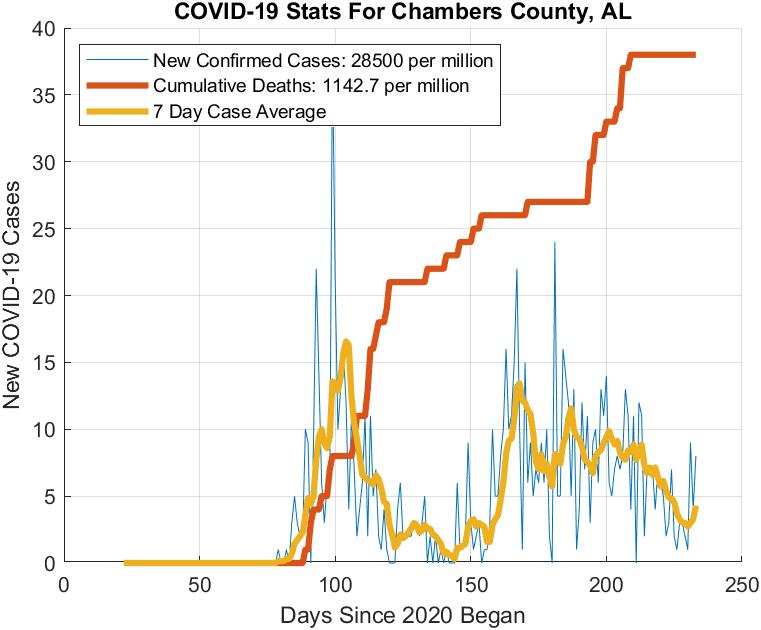 COVID-19 Stats For Chambers County, AL
New Confirmed Cases: 28500 per million
Cumulative Deaths: 1142.7 per million
7 Day Case Average
New COVID-19 Cases
40
35
30
25
20
15
10
5
0
0 50 100 150 200 250
Days Since 2020 Began